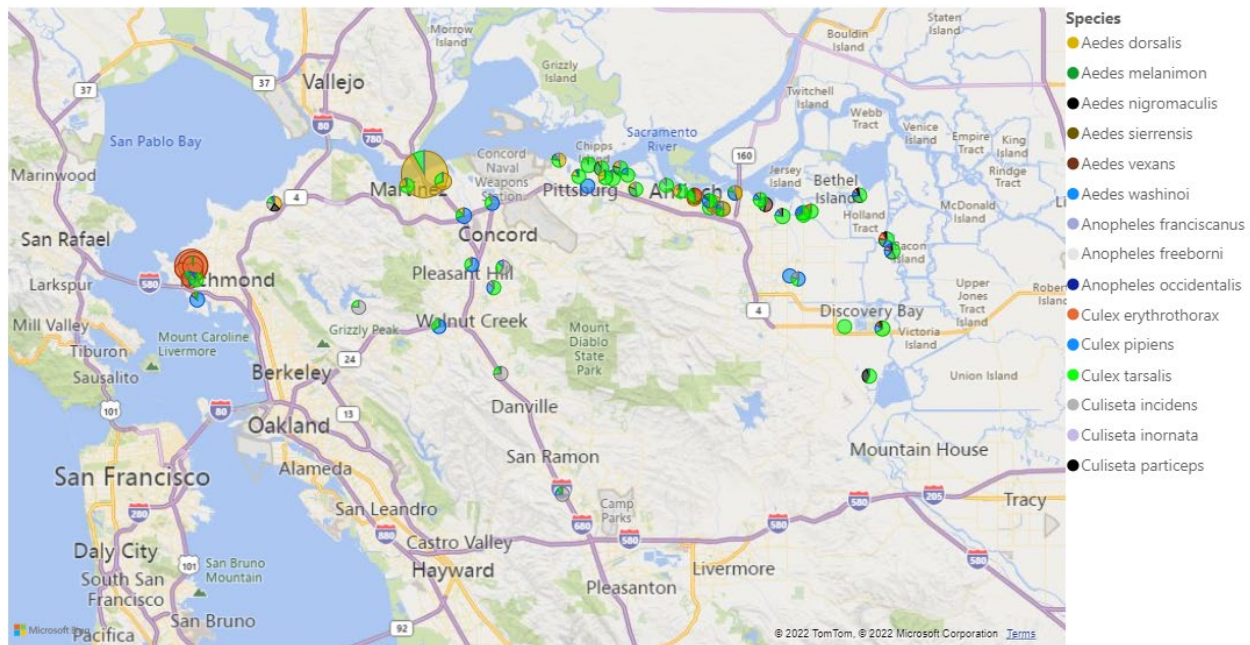 Species
Aedes dorsalis
Aedes melanimon
Aedes nigromaculis
Aedes sierrensis
Aedes vexans
Aedes washinoi
Anopheles franciscanus
Anopheles freeborni
Anopheles occidentalis
Culex erythrothorax
Culex pipiens
Culex tarsalis
Culiseta incidens
Culiseta inornata
Culiseta particeps
Morrow
Island
Grizzly
Island
Bouldin
Island
Staten
Island
37
Vallejo
37
Twitchell
Island
Webb
Tract
Venice
Island
Empire
Tract
King
Island
Rindge
Tract
San Pablo Bay
80
780
Sacramento
River
Chipps
160
Jersey
Island
Marinwood
Concord
Naval
Weapons
Station
Pittsburg
Bethel
Island
4
Holland
Tract
McDonald
Island
San Rafael
Concord
Bacon
Island
Larkspur
580
Pleasant Hill
Upper
Jones
Tract
Lower
4
Discovery Bay
Victoria
Island
Mill Valley
Mount Caroline
Livermore
Grizzly Peak
Walnut Creek
Mount
Diablo
State
Park
Tiburon
Sausalito
24
Berkeley
Union Island
101
80
13
Danville
Oakland
Mountain House
San Ramon
San Francisco
Alameda
680
Camp
Parks
580
205
Tracy
280
San Leandro
880
680
580
580
580
Daly City
101
San Bruno
Mountain
Castro Valley
Hayward
Livermore
South San
Francisco
Pleasanton
San Bruno
92
Pacifica
© 2022 TomTom, © 2022 Microsoft Corporation Terms